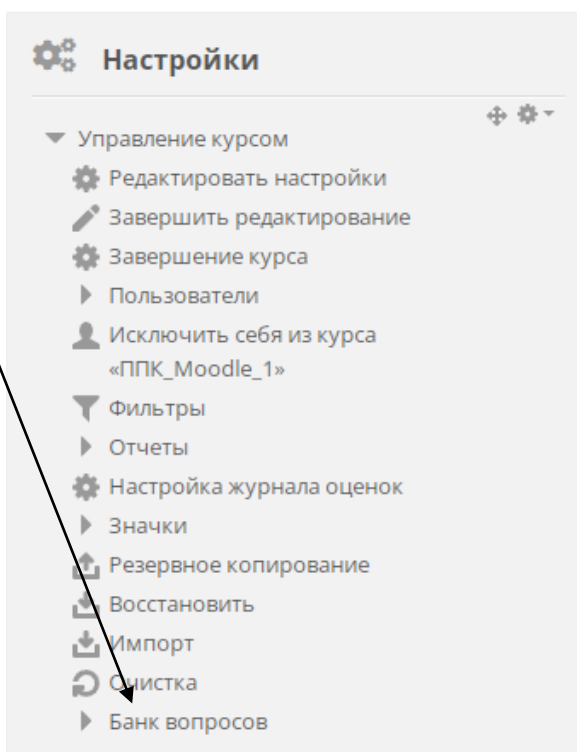 Настройки
Управление курсом
Редактировать настройки
Завершить редактирование
Завершение курса
Пользователи
Исключить себя из курса
«ППК_Moodle_1»
Фильтры
Отчеты
Настройка журнала оценок
Значки
Резервное копирование
Восстановить
Импорт
Очистка
Банк вопросов